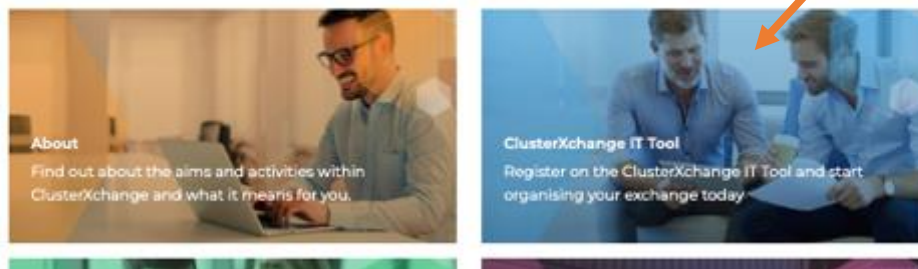 About
Find out about the aims and activities within
ClusterXchange and what it means for you.
ClusterXchange IT Tool
Register on the ClusterXchange IT Tool and start
organising your exchange today